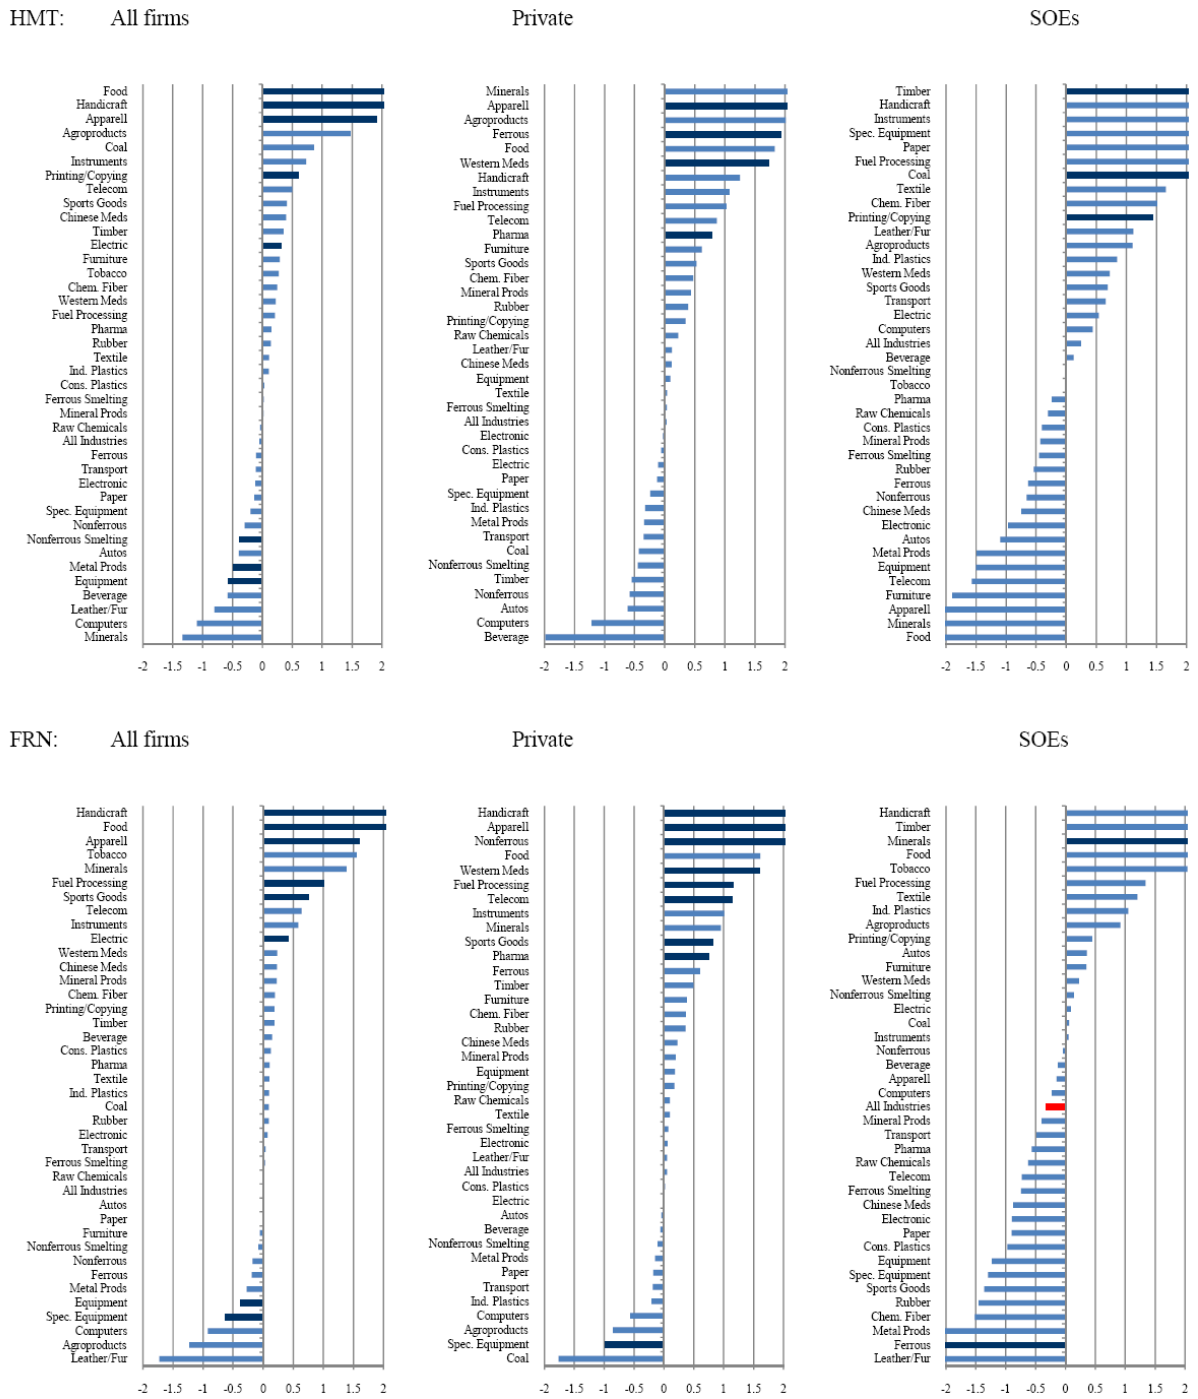 HMT: All firms Private SOEs
Food
Handicraft
Apparell
Agroproducts
Coal
Instruments
Printing/Copying
Telecom
Sports Goods
Chinese Meds
Timber
Electric
Furniture
Tobacco
Chem. Fiber
Western Meds
Fuel Processing
Pharma
Rubber
Textile
Ind. Plastics
Cons. Plastics
Ferrous Smelting
Mineral Prods
Raw Chemicals
All Industries
Ferrous
Transport
Electronic
Paper
Spec. Equipment
Nonferrous
Nonferrous Smelting
Autos
Metal Prods
Equipment
Beverage
Leather/Fur
Computers
Minerals
-2 -1.5 -1 -0.5 0 0.5 1 1.5 2
Minerals
Apparell
Agroproducts
Ferrous
Food
Western Meds
Handicraft
Instruments
Fuel Processing
Telecom
Pharma
Furniture
Sports Goods
Chem. Fiber
Mineral Prods
Rubber
Printing/Copying
Raw Chemicals
Leather/Fur
Chinese Meds
Equipment
Textile
Ferrous Smelting
All Industries
Electronic
Cons. Plastics
Electric
Paper
Spec. Equipment
Ind. Plastics
Metal Prods
Transport
Coal
Nonferrous Smelting
Timber
Nonferrous
Autos
Computers
Beverage
-2 -1.5 -1 -0.5 0 0.5 1 1.5 2
Timber
Handicraft
Instruments
Spec. Equipment
Paper
Fuel Processing
Coal
Textile
Chem. Fiber
Printing/Copying
Leather/Fur
Agroproducts
Ind. Plastics
Western Meds
Sports Goods
Transport
Electric
Computers
All Industries
Beverage
Nonferrous Smelting
Tobacco
Pharma
Raw Chemicals
Cons. Plastics
Mineral Prods
Ferrous Smelting
Rubber
Ferrous
Nonferrous
Chinese Meds
Electronic
Autos
Metal Prods
Equipment
Telecom
Furniture
Apparell
Minerals
Food
-2 -1.5 -1 -0.5 0 0.5 1 1.5 2
FRN: All firms Private SOEs
Handicraft
Food
Apparell
Tobacco
Minerals
Fuel Processing
Sports Goods
Telecom
Instruments
Electric
Western Meds
Chinese Meds
Mineral Prods
Chem. Fiber
Printing/Copying
Timber
Beverage
Cons. Plastics
Pharma
Textile
Ind. Plastics
Coal
Rubber
Electronic
Transport
Ferrous Smelting
Raw Chemicals
All Industries
Autos
Paper
Furniture
Nonferrous Smelting
Nonferrous
Ferrous
Metal Prods
Equipment
Spec. Equipment
Computers
Agroproducts
Leather/Fur
-2 -1.5 -1 -0.5 0 0.5 1 1.5 2
Handicraft
Apparell
Nonferrous
Food
Western Meds
Fuel Processing
Telecom
Instruments
Minerals
Sports Goods
Pharma
Ferrous
Timber
Furniture
Chem. Fiber
Rubber
Chinese Meds
Mineral Prods
Equipment
Printing/Copying
Raw Chemicals
Textile
Ferrous Smelting
Electronic
Leather/Fur
All Industries
Cons. Plastics
Electric
Autos
Beverage
Nonferrous Smelting
Metal Prods
Paper
Transport
Ind. Plastics
Computers
Agroproducts
Spec. Equipment
Coal
-2 -1.5 -1 -0.5 0 0.5 1 1.5 2
Handicraft
Timber
Minerals
Food
Tobacco
Fuel Processing
Textile
Ind. Plastics
Agroproducts
Printing/Copying
Autos
Furniture
Western Meds
Nonferrous Smelting
Electric
Coal
Instruments
Nonferrous
Beverage
Apparell
Computers
All Industries
Mineral Prods
Transport
Pharma
Raw Chemicals
Telecom
Ferrous Smelting
Chinese Meds
Electronic
Paper
Cons. Plastics
Equipment
Spec. Equipment
Sports Goods
Rubber
Chem. Fiber
Metal Prods
Ferrous
Leather/Fur
-2 -1.5 -1 -0.5 0 0.5 1 1.5 2